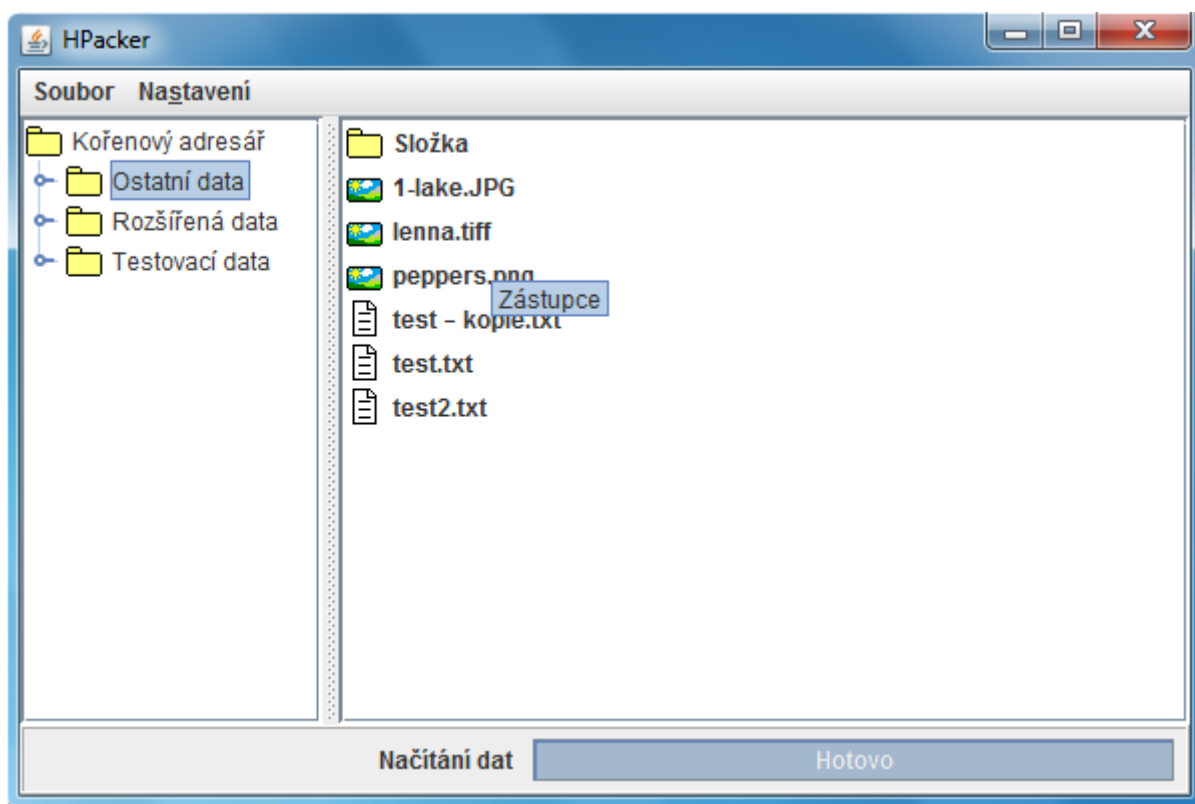 HPacker
Soubor Nastavení
Kořenový adresář
Ostatní data
Rozšířená data
Testovací data
Složka
1-lake.JPG
lenna.tiff
peppers.png
Zástupce
test – kopie.txt
test.txt
test2.txt
Načítání dat
Hotovo